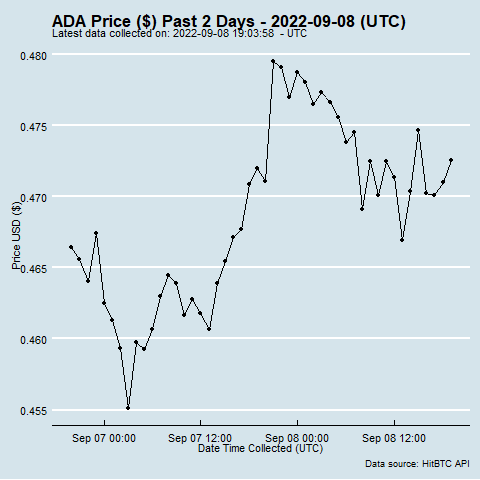 ADA Price ($) Past 2 Days - 2022-09-08 (UTC)
Latest data collected on: 2022-09-08 19:03:58  - UTC
0.480
0.475
0.470
0.465
0.460
0.455
Price USD ($)
Sep 07 00:00
Sep 07 12:00
Sep 08 00:00
Sep 08 12:00
Date Time Collected (UTC)
Data source: HitBTC API